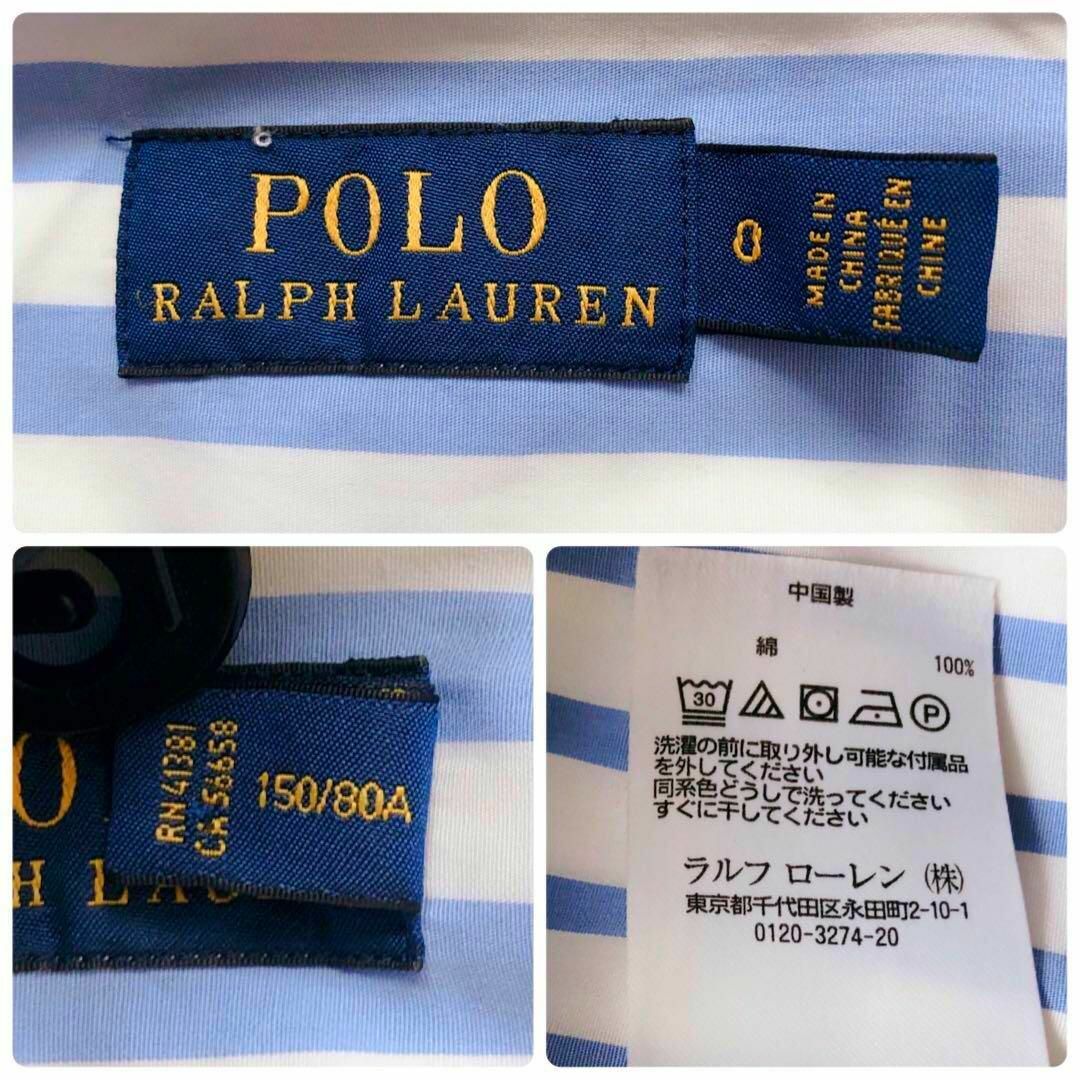 POLO
RALPH LAUREN
0
MADE IN
CHINA
FABRIQUÉ EN
CHINE
RN 41381
CA 56658
150/80A
H LAU
中国製
綿
100%
30
P
洗濯の前に取り外し可能な付属品
を外してください
同系色どうしで洗ってください
すぐに干してください
ラルフ ローレン (株)
東京都千代田区永田町2-10-1
0120-3274-20